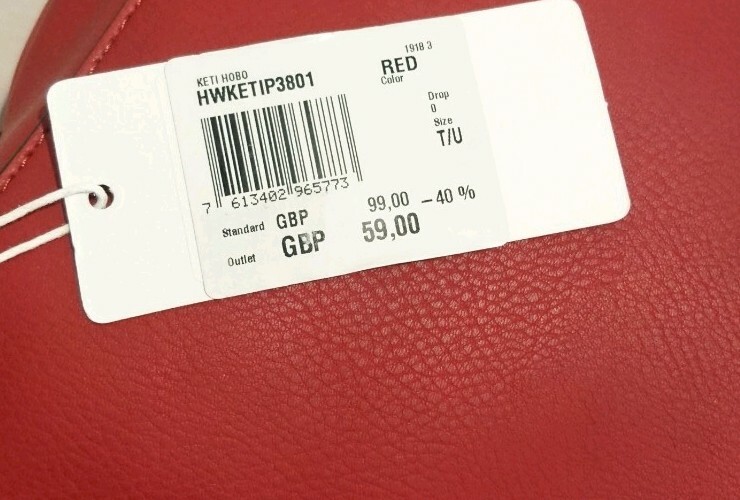 1918 3
KETI HOBO
HWKETIP3801
RED
Color
Drop
0
Size
T/U
7 613402 965773
Standard GBP 99,00 –40 %
Outlet GBP 59,00